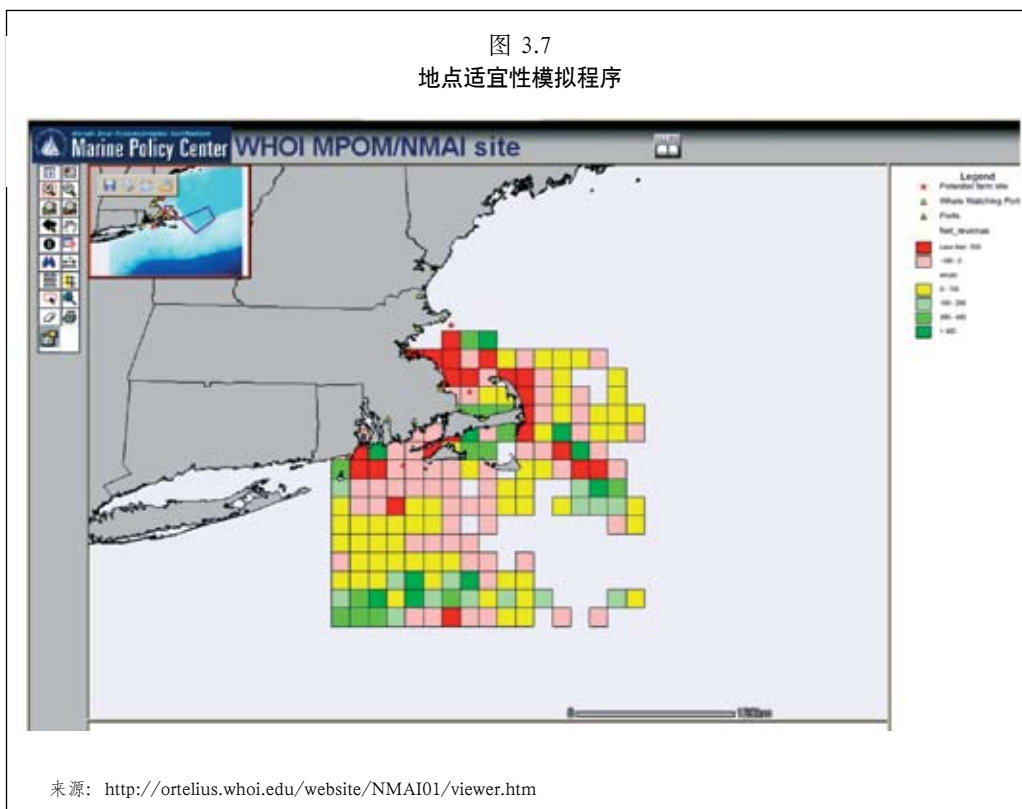 图 3.7
地点适宜性模拟程序
Marine Policy Center
WHOI MPOM/NMAI site
Legend
Potential farm site
Whale Watching Port
Ports
Net_revenue
0
来源: http://ortelius.whoi.edu/website/NMAI01/viewer.htm